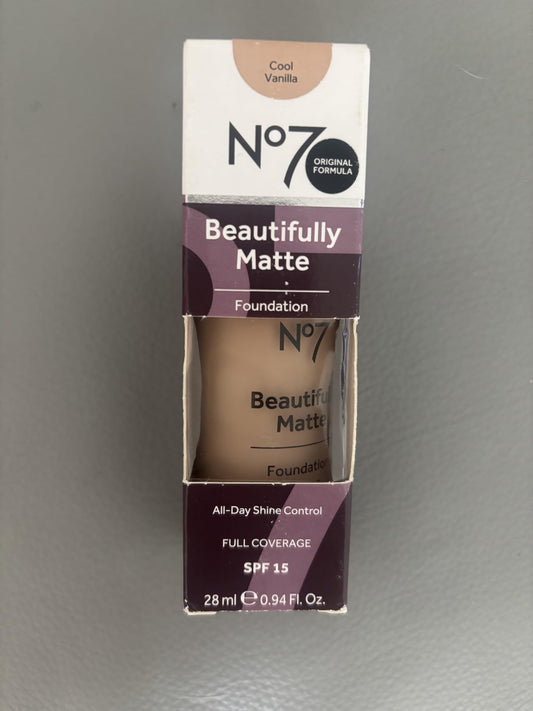 Cool
Vanilla
No7
ORIGINAL
FORMULA
Beautifully
Matte
Foundation
No7
Beautifu
Matte
Foundation
All-Day Shine Control
FULL COVERAGE
SPF 15
28 ml ℮ 0.94 Fl. Oz.